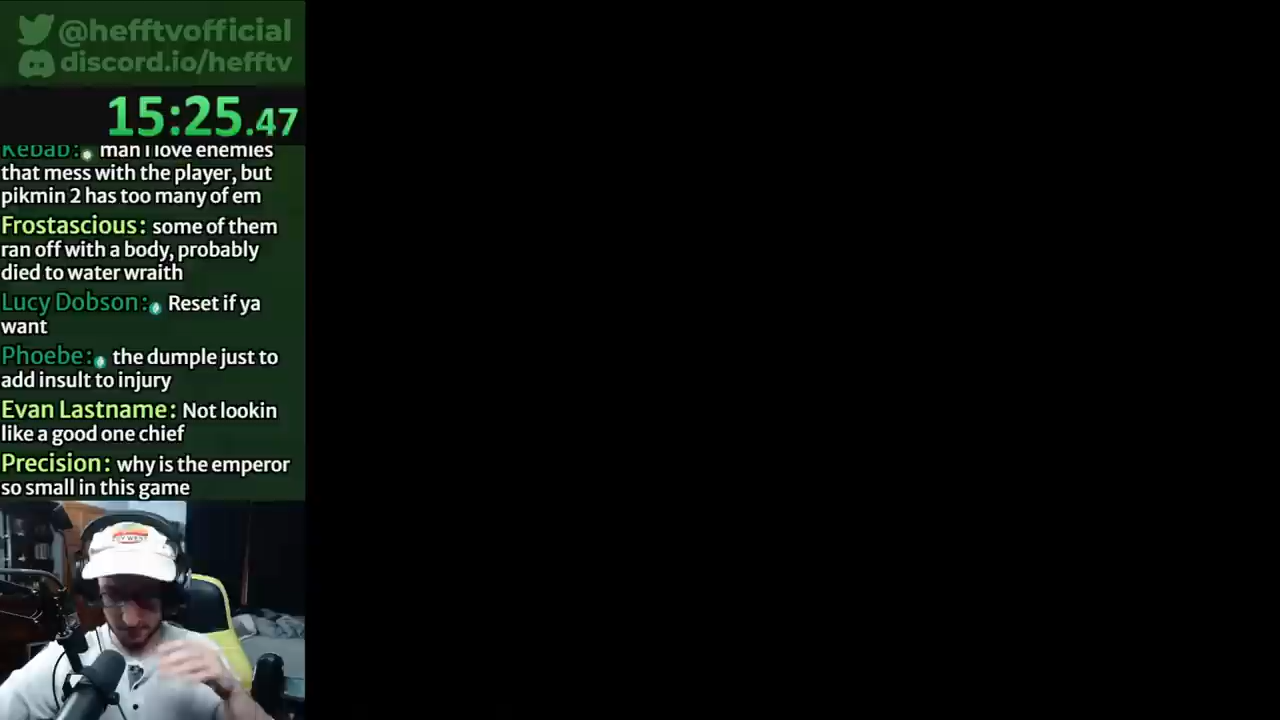 @hefftvofficial
discord.io/hefftv
15:25.47
Kebab: man I love enemies
that mess with the player, but
pikmin 2 has too many of em
Frostascious: some of them
ran off with a body, probably
died to water wraith
Lucy Dobson: Reset if ya
want
Phoebe: the dumple just to
add insult to injury
Evan Lastname: Not lookin
like a good one chief
Precision: why is the emperor
so small in this game